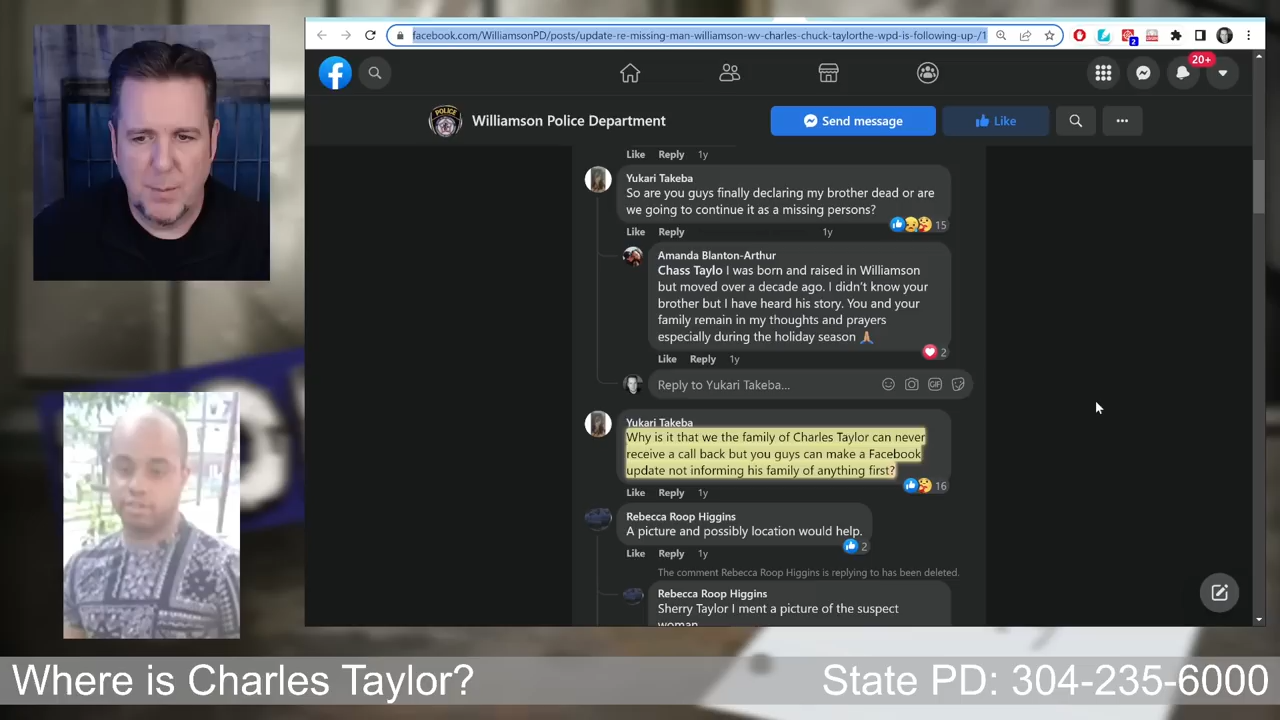 facebook.com/WilliamsonPD/posts/update-re-missing-man-williamson-wv-charles-chuck-taylorthe-wpd-is-following-up-/1
2
20+
POLICE
Williamson Police Department
Send message
Like
Like Reply 1y
Yukari Takeba
So are you guys finally declaring my brother dead or are
we going to continue it as a missing persons?
15
Like Reply 1y
Amanda Blanton-Arthur
Chass Taylo I was born and raised in Williamson
but moved over a decade ago. I didn't know your
brother but I have heard his story. You and your
family remain in my thoughts and prayers
especially during the holiday season 🙏🏼
2
Like Reply 1y
Reply to Yukari Takeba...
GIF
Yukari Takeba
Why is it that we the family of Charles Taylor can never
receive a call back but you guys can make a Facebook
update not informing his family of anything first?
16
Like Reply 1y
Rebecca Roop Higgins
A picture and possibly location would help.
2
Like Reply 1y
The comment Rebecca Roop Higgins is replying to has been deleted.
Rebecca Roop Higgins
Sherry Taylor I ment a picture of the suspect
woman
Where is Charles Taylor?
State PD: 304-235-6000